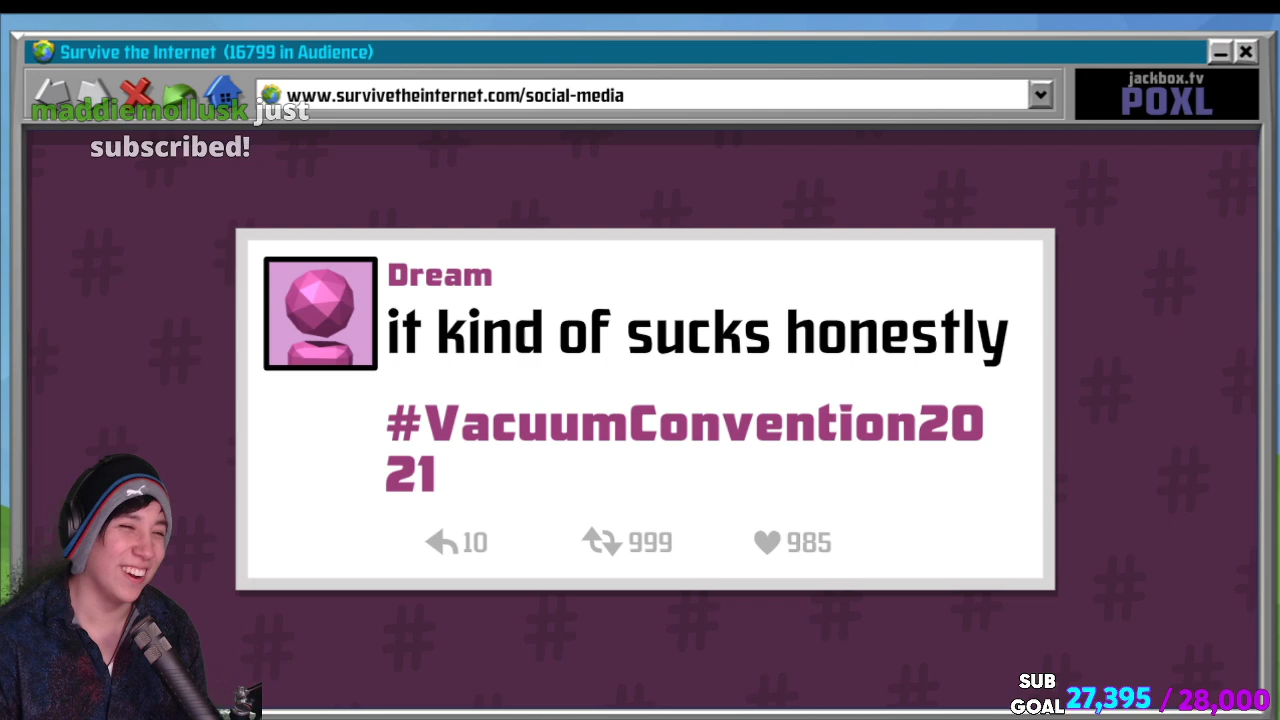 Survive the Internet (16799 in Audience)
www.survivetheinternet.com/social-media
jackbox.tv
POXL
maddiemollusk just
subscribed!
Dream
it kind of sucks honestly
#VacuumConvention20
21
10
999
985
SUB
GOAL
27,395 / 28,000